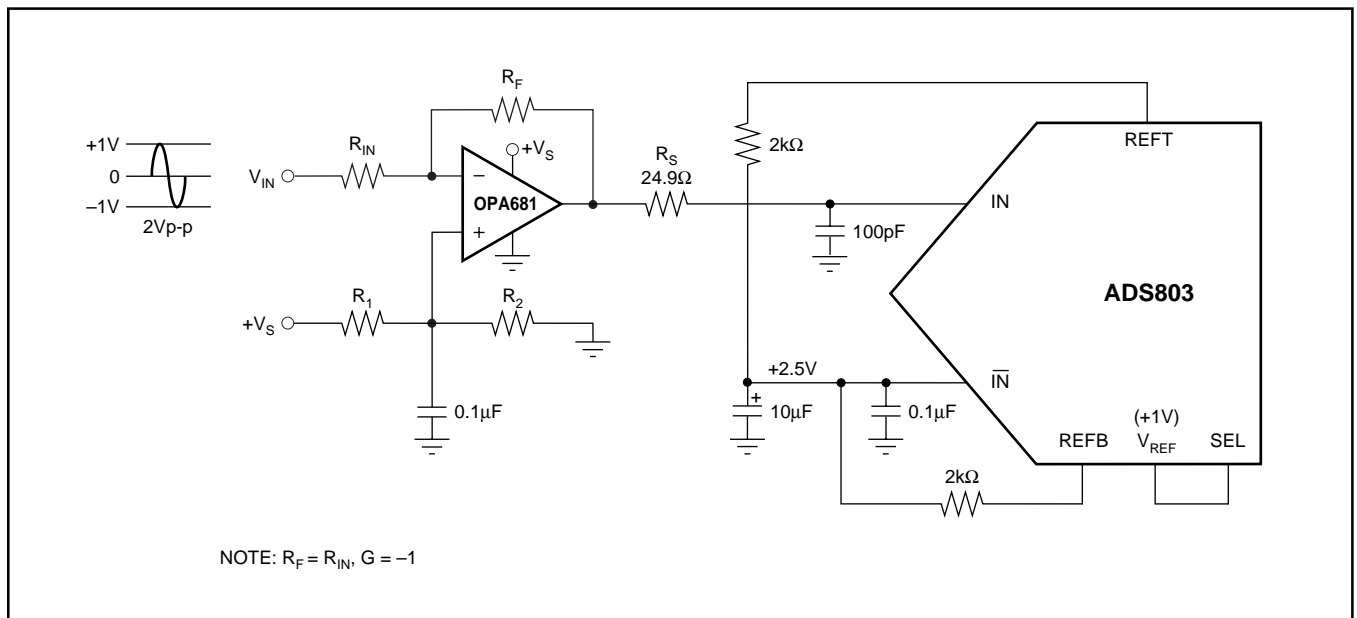 R_F
+1V
0
–1V
2Vp-p
V_IN
R_IN
+V_S
–
OPA681
+
R_S
24.9Ω
2kΩ
REFT
IN
100pF
ADS803
+V_S
R_1
R_2
0.1µF
+2.5V
+
10µF
0.1µF
I̅N̅
(+1V)
REFB
V_REF
SEL
2kΩ
NOTE: R_F = R_IN, G = –1